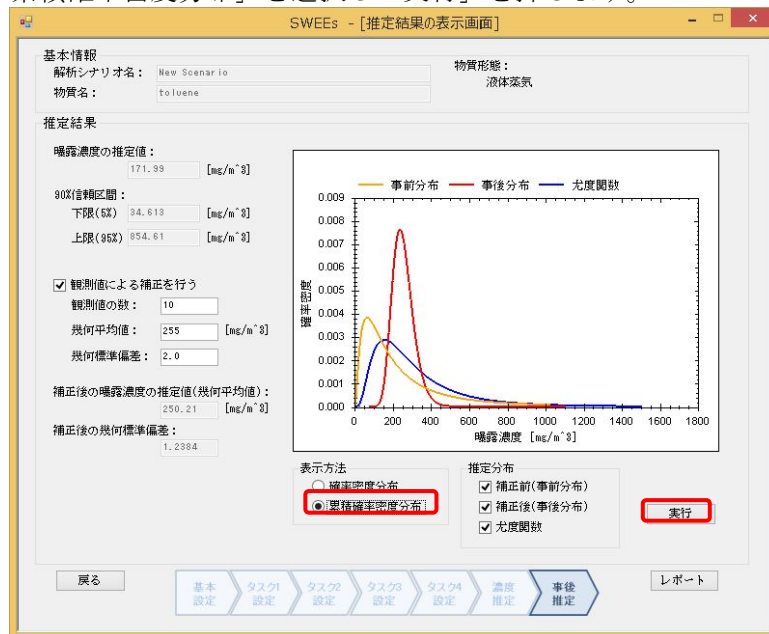 SWEEs - [推定結果の表示画面]
基本情報
解析シナリオ名： New Scenario
物質名： toluene
物質形態：
液体蒸気
推定結果
曝露濃度の推定値：
171.99 [mg/m^3]
90%信頼区間：
下限(5%) 34.613 [mg/m^3]
上限(95%) 854.61 [mg/m^3]
観測値による補正を行う
観測値の数： 10
幾何平均値： 255 [mg/m^3]
幾何標準偏差： 2.0
補正後の曝露濃度の推定値(幾何平均値)：
250.21 [mg/m^3]
補正後の幾何標準偏差：
1.2384
事前分布 事後分布 尤度関数
確率密度
0.009
0.008
0.007
0.006
0.005
0.004
0.003
0.002
0.001
0.000
0 200 400 600 800 1000 1200 1400 1600 1800
曝露濃度 [mg/m^3]
表示方法
確率密度分布
累積確率密度分布
推定分布
補正前(事前分布)
補正後(事後分布)
尤度関数
実行
戻る
基本設定
タスク1設定
タスク2設定
タスク3設定
タスク4設定
濃度推定
事後推定
レポート